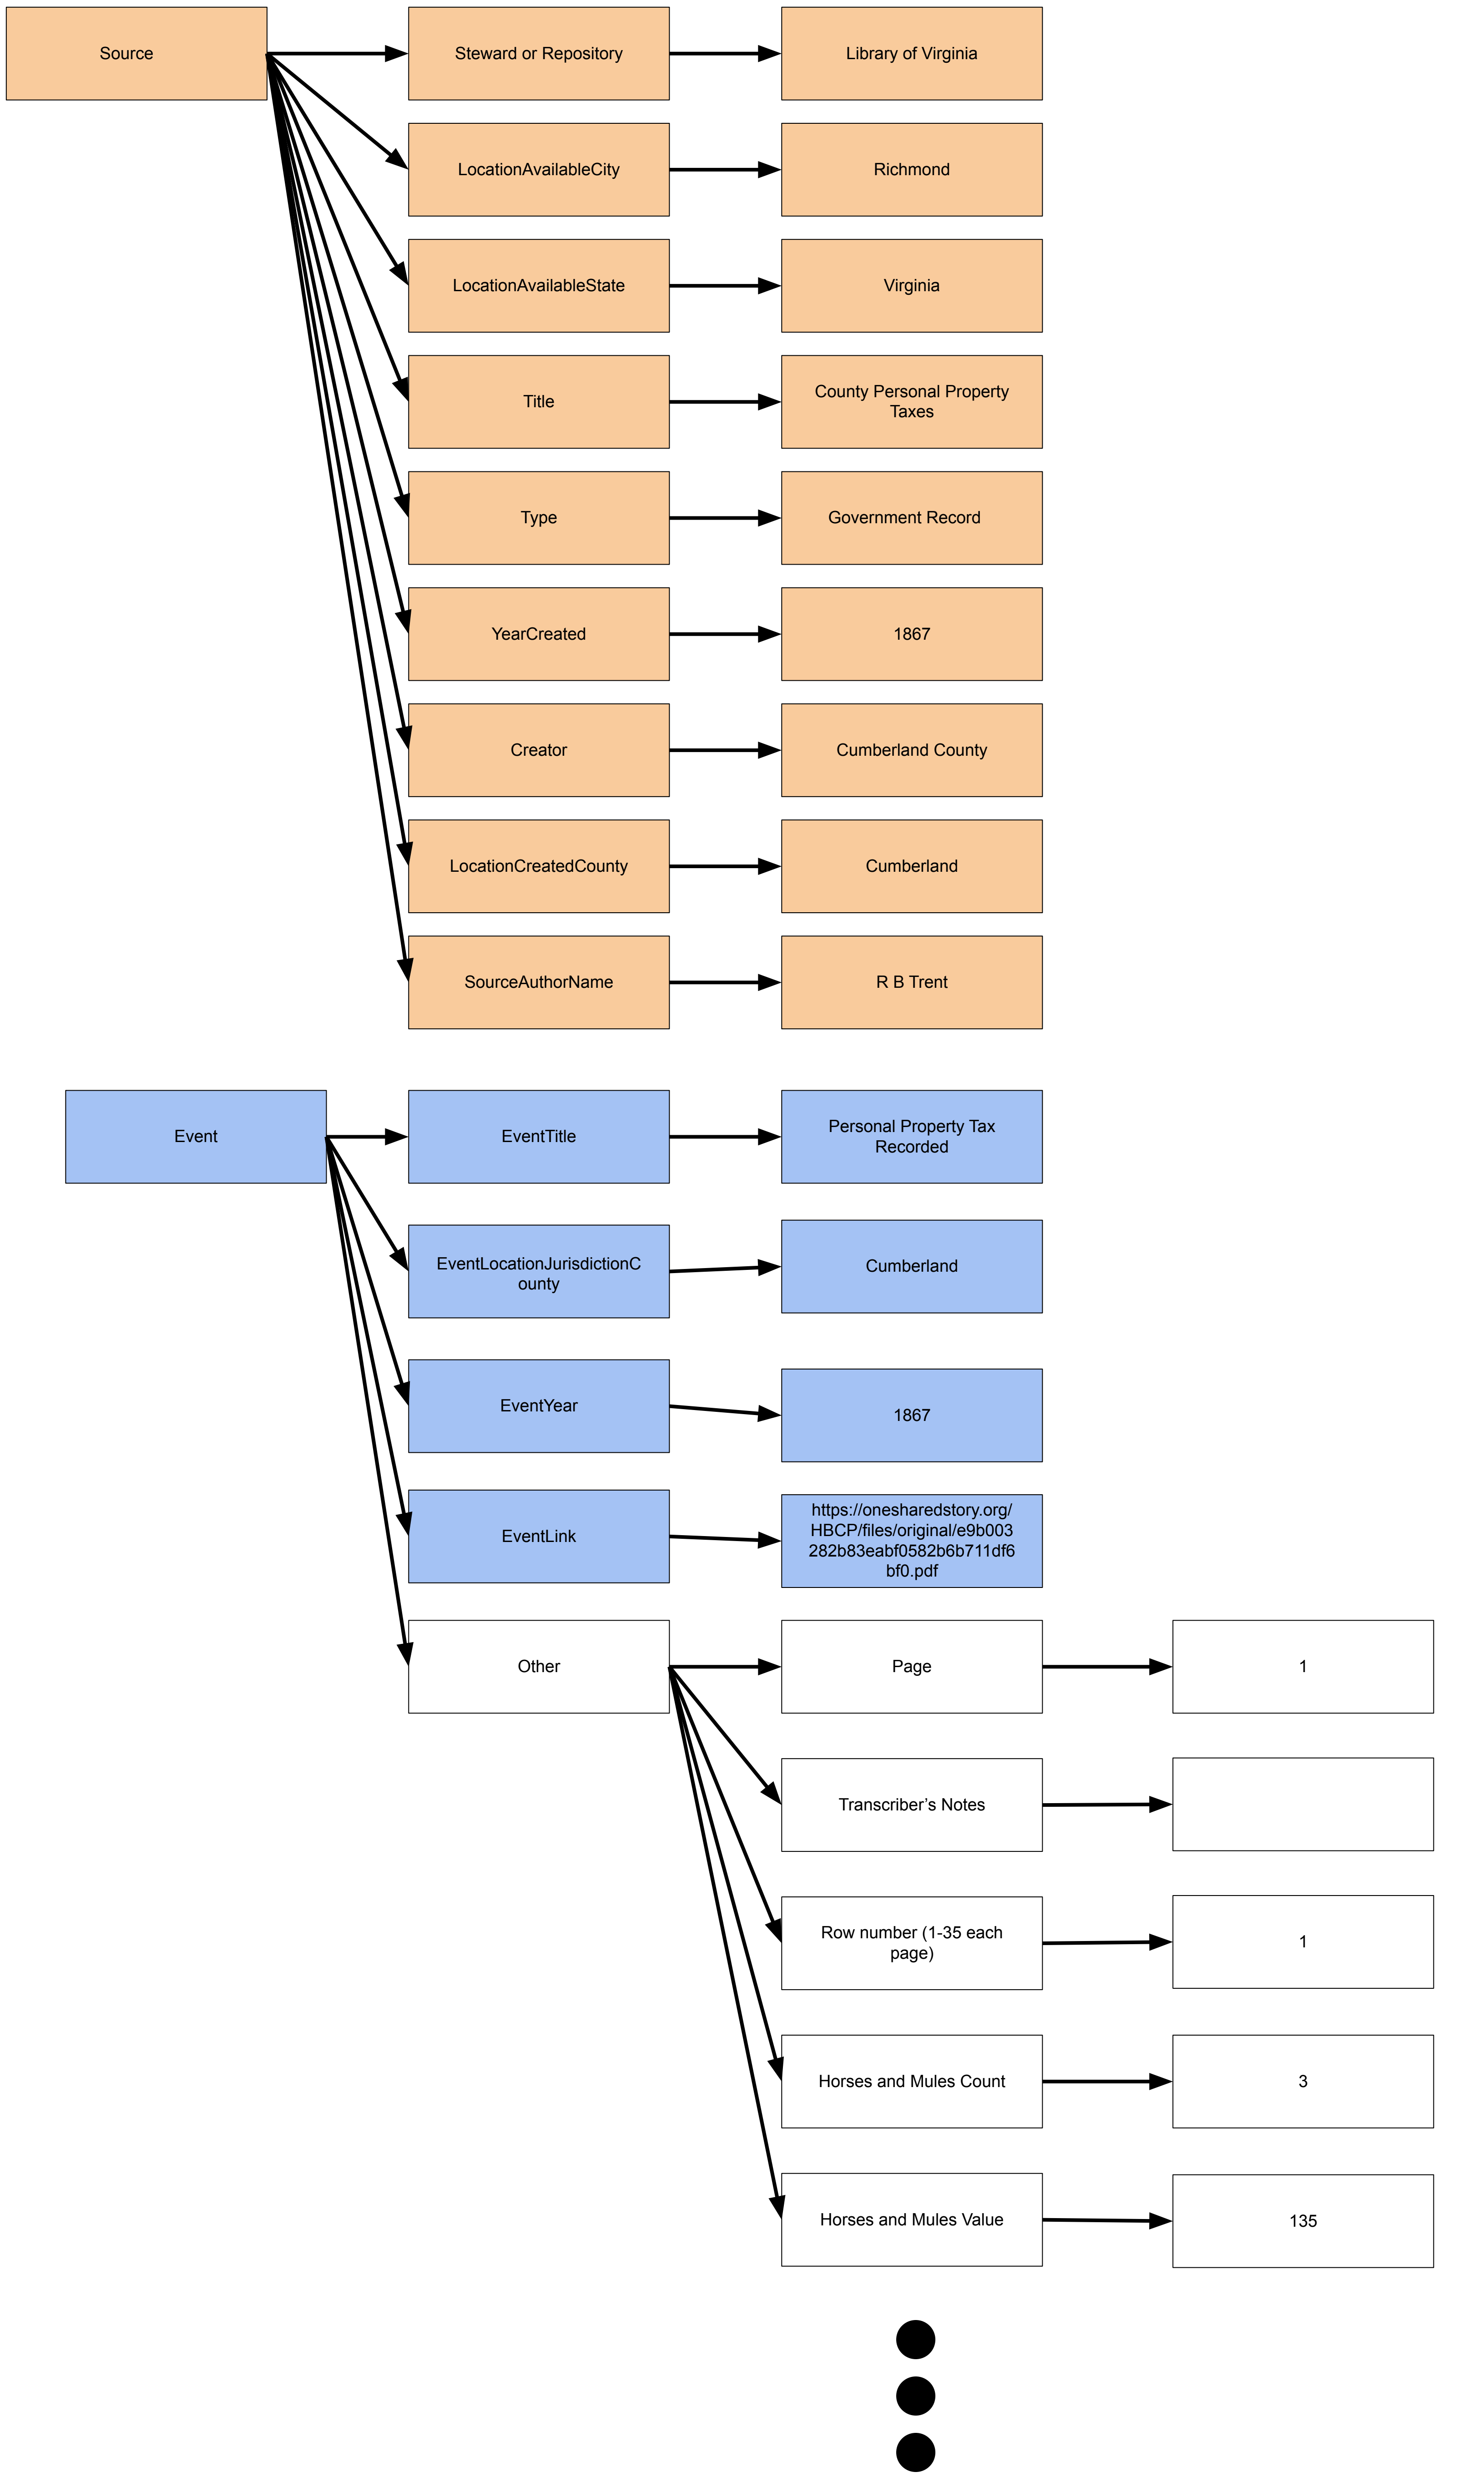 Source
Steward or Repository
Library of Virginia
LocationAvailableCity
Richmond
LocationAvailableState
Virginia
Title
County Personal Property
Taxes
Type
Government Record
YearCreated
1867
Creator
Cumberland County
LocationCreatedCounty
Cumberland
SourceAuthorName
R B Trent
Event
EventTitle
Personal Property Tax
Recorded
EventLocationJurisdictionC
ounty
Cumberland
EventYear
1867
EventLink
https://onesharedstory.org/
HBCP/files/original/e9b003
282b83eabf0582b6b711df6
bf0.pdf
Other
Page
1
Transcriber’s Notes
Row number (1-35 each
page)
1
Horses and Mules Count
3
Horses and Mules Value
135